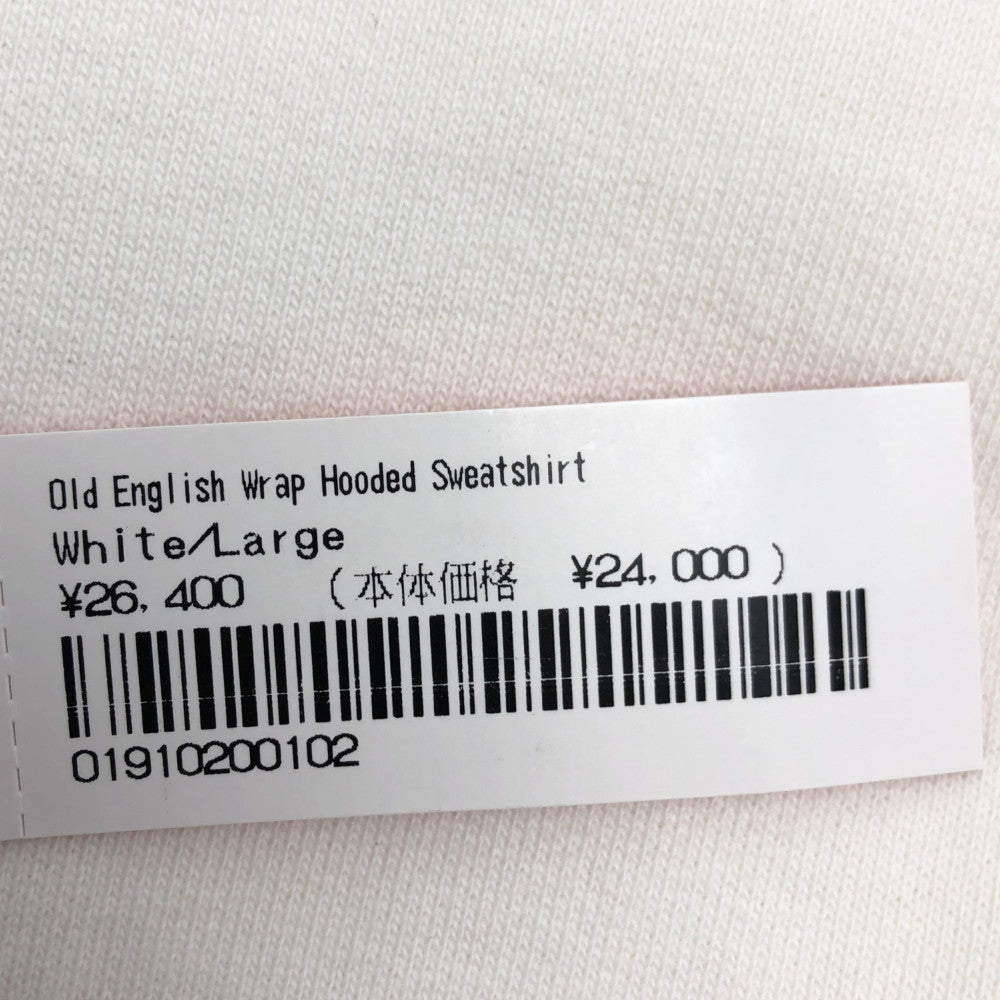 Old English Wrap Hooded Sweatshirt
White/Large
¥26,400 (本体価格 ¥24,000)
01910200102